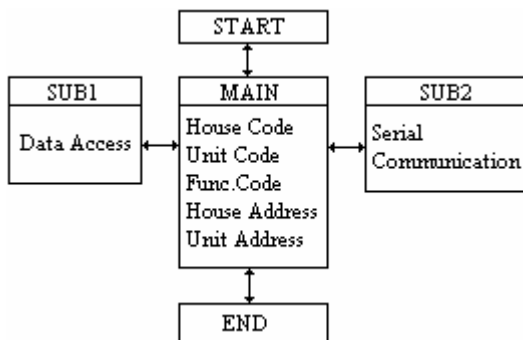 START
SUB1
Data Access
MAIN
House Code
Unit Code
Func.Code
House Address
Unit Address
SUB2
Serial
Communication
END